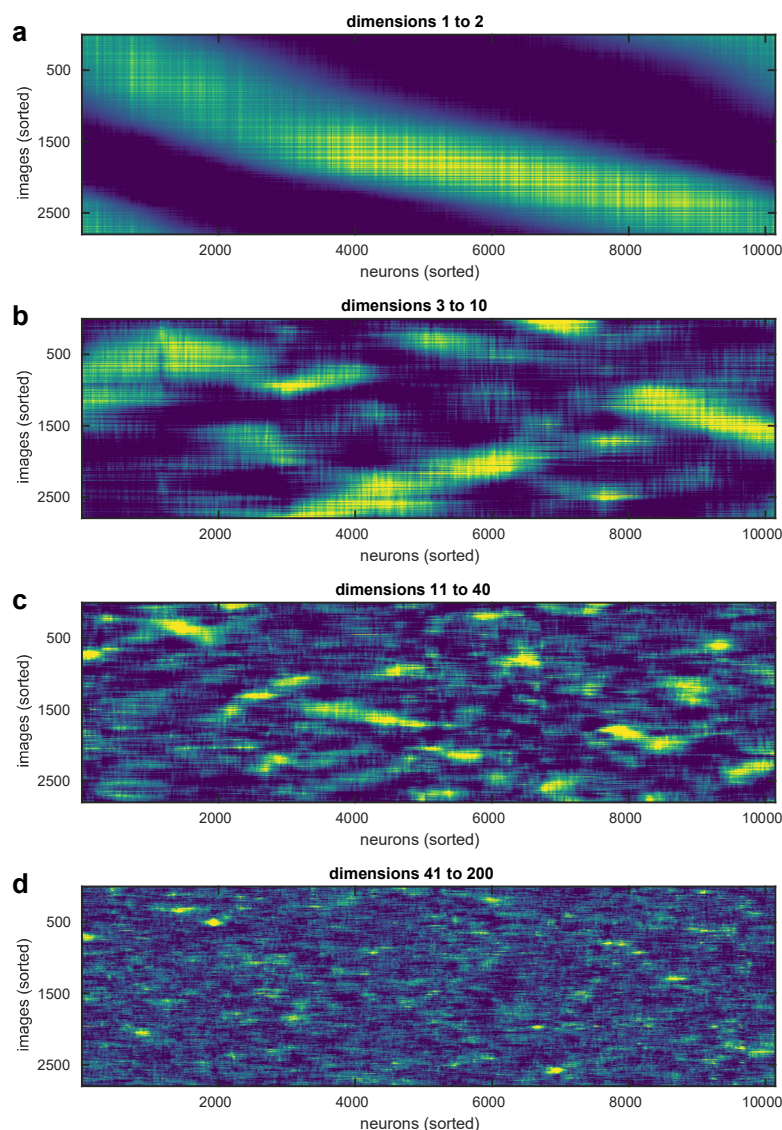 a
dimensions 1 to 2
images (sorted)
500
1500
2500
2000
4000
6000
8000
10000
neurons (sorted)
b
dimensions 3 to 10
images (sorted)
500
1500
2500
2000
4000
6000
8000
10000
neurons (sorted)
c
dimensions 11 to 40
images (sorted)
500
1500
2500
2000
4000
6000
8000
10000
neurons (sorted)
d
dimensions 41 to 200
images (sorted)
500
1500
2500
2000
4000
6000
8000
10000
neurons (sorted)